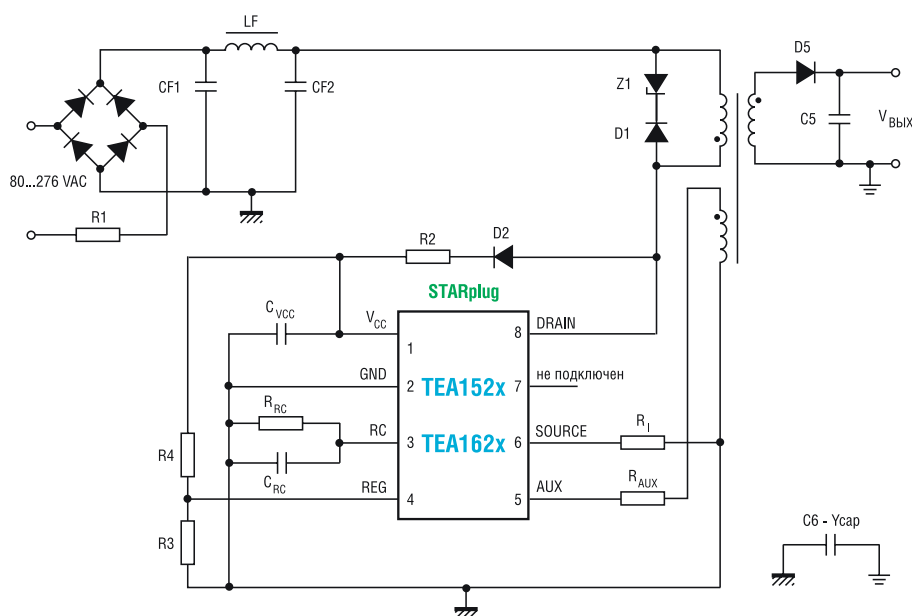 LF
CF1
CF2
Z1
D1
D5
C5
VВЫХ
80...276 VAC
R1
R2
D2
STARplug
CVCC
VCC
1
8
DRAIN
GND
2
TEA152x
7
не подключен
RRC
RC
3
TEA162x
6
SOURCE
RI
R4
CRC
REG
4
5
AUX
RAUX
R3
C6 - Ycap